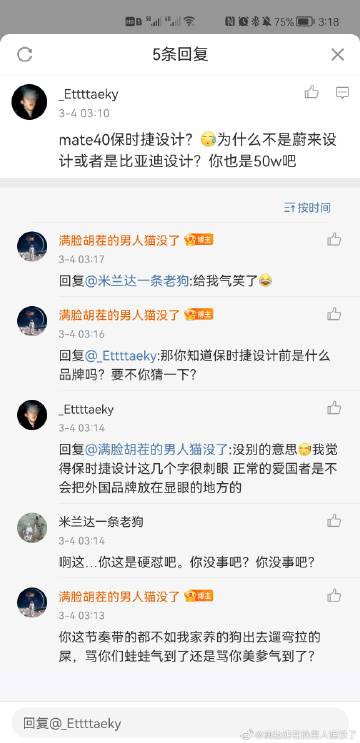 75% 3:18
5条回复
_Ettttaeky
3-4 03:10
mate40保时捷设计?为什么不是蔚来设
计或者是比亚迪设计?你也是50w吧
按时间
满脸胡茬的男人猫没了 博主
3-4 03:17
回复@米兰达一条老狗:给我气笑了
满脸胡茬的男人猫没了 博主
3-4 03:16
回复@_Ettttaeky:那你知道保时捷设计前是什么
品牌吗?要不你猜一下?
_Ettttaeky
3-4 03:14
回复@满脸胡茬的男人猫没了:没别的意思我觉
得保时捷设计这几个字很刺眼 正常的爱国者是不
会把外国品牌放在显眼的地方的
米兰达一条老狗
3-4 03:14
啊这...你这是硬怼吧。你没事吧?你没事吧?
满脸胡茬的男人猫没了 博主
3-4 03:13
你这节奏带的都不如我家养的狗出去遛弯拉的
屎,骂你们蛙蛙气到了还是骂你美爹气到了?
回复@_Ettttaeky
@满脸胡茬的男人猫没了